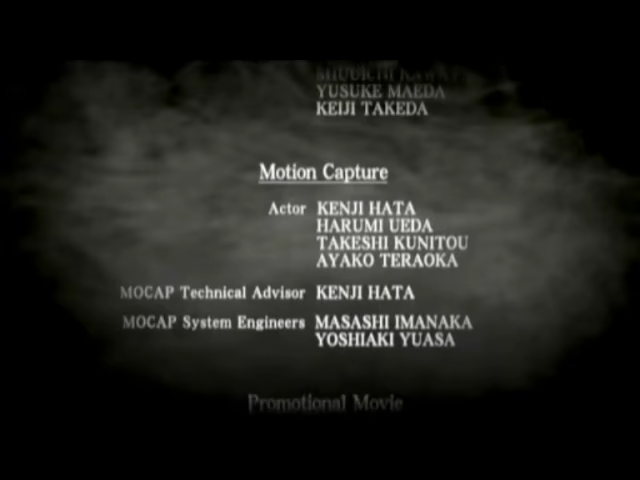 YUSUKE MAEDA
KEIJI TAKEDA
Motion Capture
Actor KENJI HATA
HARUMI UEDA
TAKESHI KUNITOU
AYAKO TERAOKA
MOCAP Technical Advisor KENJI HATA
MOCAP System Engineers MASASHI IMANAKA
YOSHIAKI YUASA
Promotional Movie